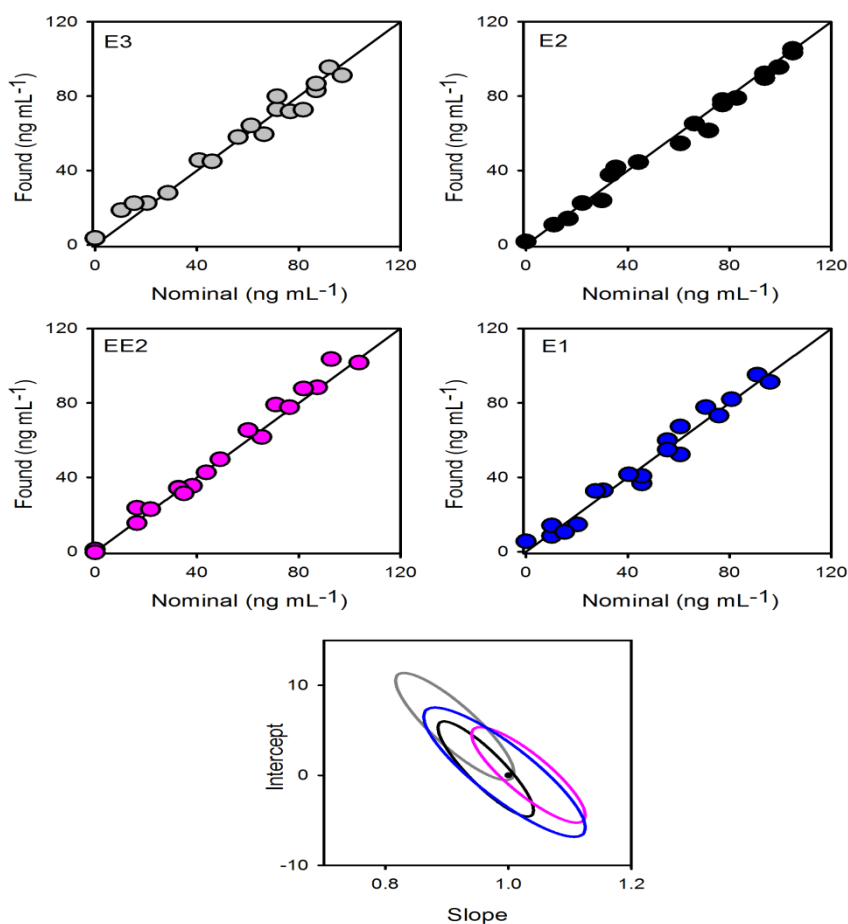 E3
Found (ng mL⁻¹)
120
80
40
0
0 40 80 120
Nominal (ng mL⁻¹)
E2
Found (ng mL⁻¹)
120
80
40
0
0 40 80 120
Nominal (ng mL⁻¹)
EE2
Found (ng mL⁻¹)
120
80
40
0
0 40 80 120
Nominal (ng mL⁻¹)
E1
Found (ng mL⁻¹)
120
80
40
0
0 40 80 120
Nominal (ng mL⁻¹)
Intercept
10
0
-10
0.8 1.0 1.2
Slope